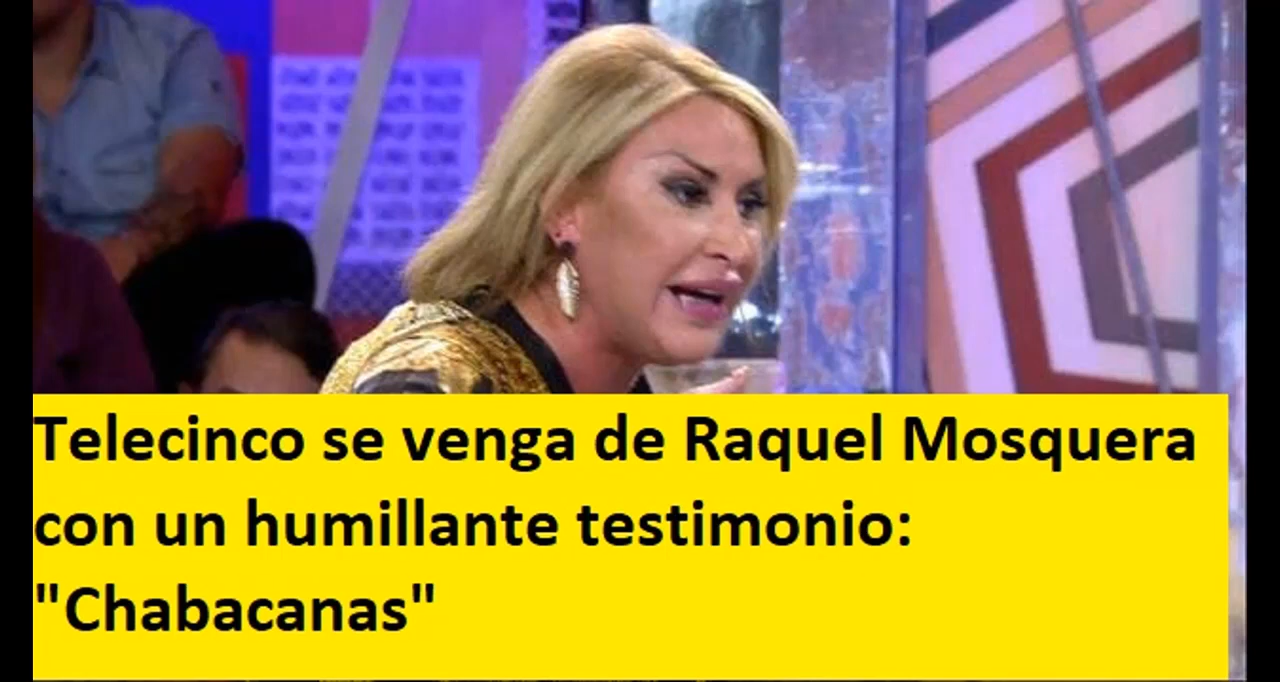 Telecinco se venga de Raquel Mosquera
con un humillante testimonio:
"Chabacanas"